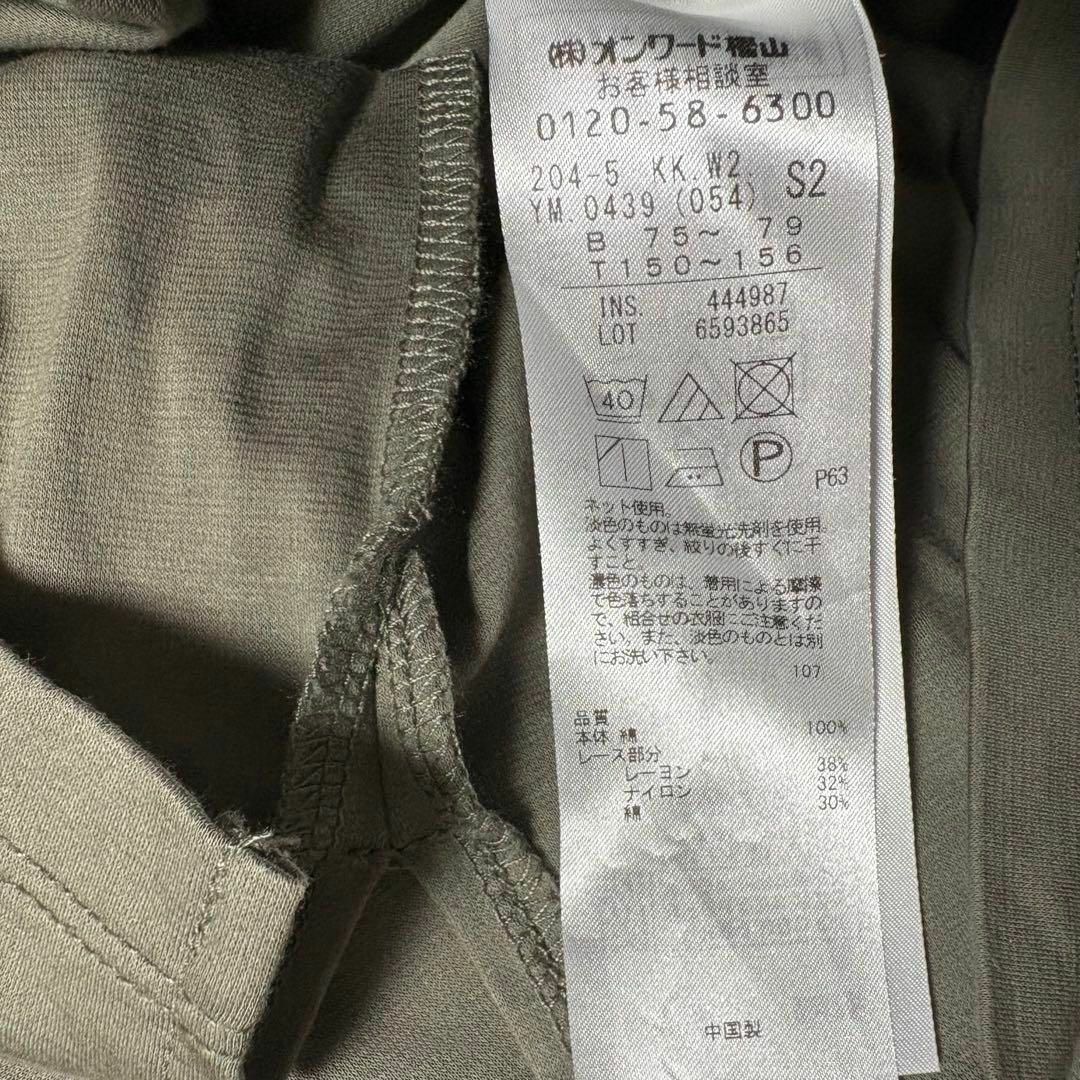 (株)オンワード樫山
お客様相談室
0120-58-6300
204-5 KK.W2. S2
YM.0439 (054)
B 75～ 79
T 150～156
INS. 444987
LOT 6593865
40
P P63
ネット使用。
淡色のものは無蛍光洗剤を使用。
よくすすぎ、絞りの後すぐに干
すこと。
濃色のものは、着用による摩擦
で色落ちすることがありますの
で、組合せの衣服にご注意くだ
さい。また、淡色のものとは別
にお洗い下さい。
107
品質
本体 綿 100%
レース部分
レーヨン 38%
ナイロン 32%
綿 30%
中国製